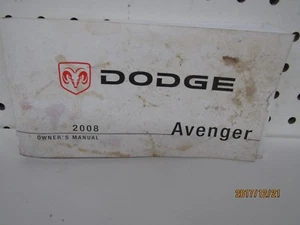 DODGE
2008
OWNER'S MANUAL
Avenger
2017/12/21